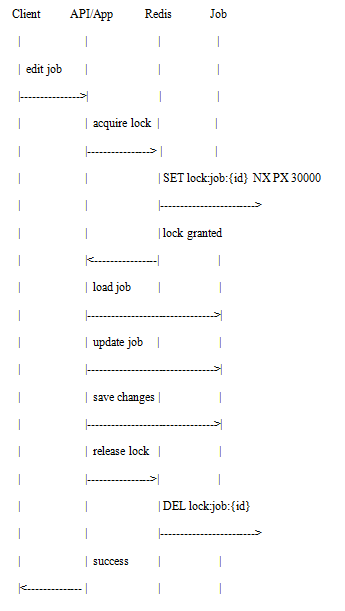 Client API/App Redis Job
edit job
acquire lock
SET lock:job:{id} NX PX 30000
lock granted
load job
update job
save changes
release lock
DEL lock:job:{id}
success